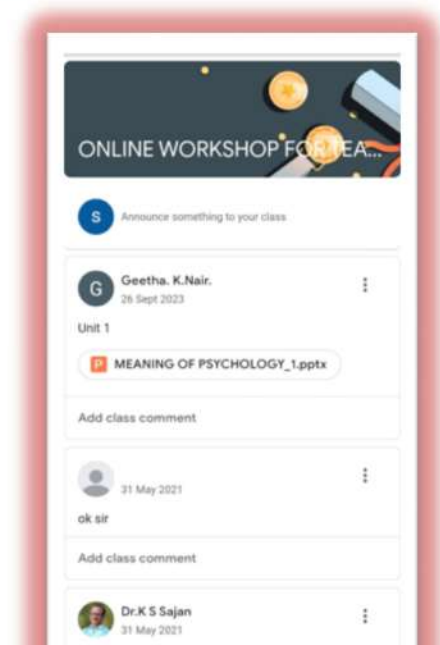 ONLINE WORKSHOP FOR TEA...
S
Announce something to your class
G
Geetha. K.Nair.
26 Sept 2023
Unit 1
P
MEANING OF PSYCHOLOGY_1.pptx
Add class comment
31 May 2021
ok sir
Add class comment
Dr.K S Sajan
31 May 2021